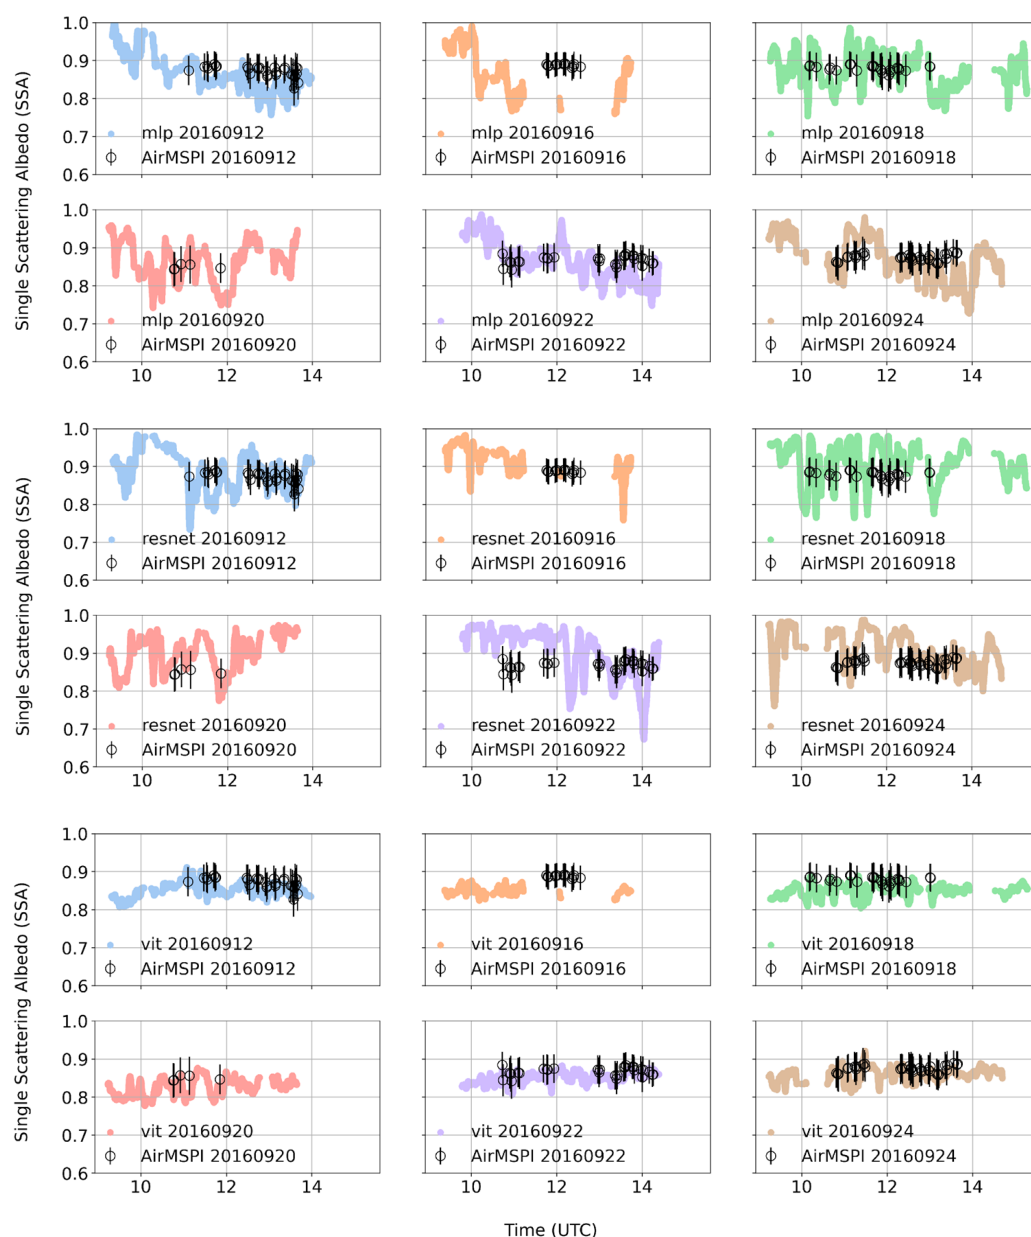 Single Scattering Albedo (SSA)
1.0
0.9
0.8
0.7
0.6
mlp 20160912
AirMSPI 20160912
mlp 20160916
AirMSPI 20160916
mlp 20160918
AirMSPI 20160918
1.0
0.9
0.8
0.7
0.6
mlp 20160920
AirMSPI 20160920
mlp 20160922
AirMSPI 20160922
mlp 20160924
AirMSPI 20160924
10 12 14
10 12 14
10 12 14
Single Scattering Albedo (SSA)
1.0
0.9
0.8
0.7
0.6
resnet 20160912
AirMSPI 20160912
resnet 20160916
AirMSPI 20160916
resnet 20160918
AirMSPI 20160918
1.0
0.9
0.8
0.7
0.6
resnet 20160920
AirMSPI 20160920
resnet 20160922
AirMSPI 20160922
resnet 20160924
AirMSPI 20160924
10 12 14
10 12 14
10 12 14
Single Scattering Albedo (SSA)
1.0
0.9
0.8
0.7
0.6
vit 20160912
AirMSPI 20160912
vit 20160916
AirMSPI 20160916
vit 20160918
AirMSPI 20160918
1.0
0.9
0.8
0.7
0.6
vit 20160920
AirMSPI 20160920
vit 20160922
AirMSPI 20160922
vit 20160924
AirMSPI 20160924
10 12 14
10 12 14
10 12 14
Time (UTC)